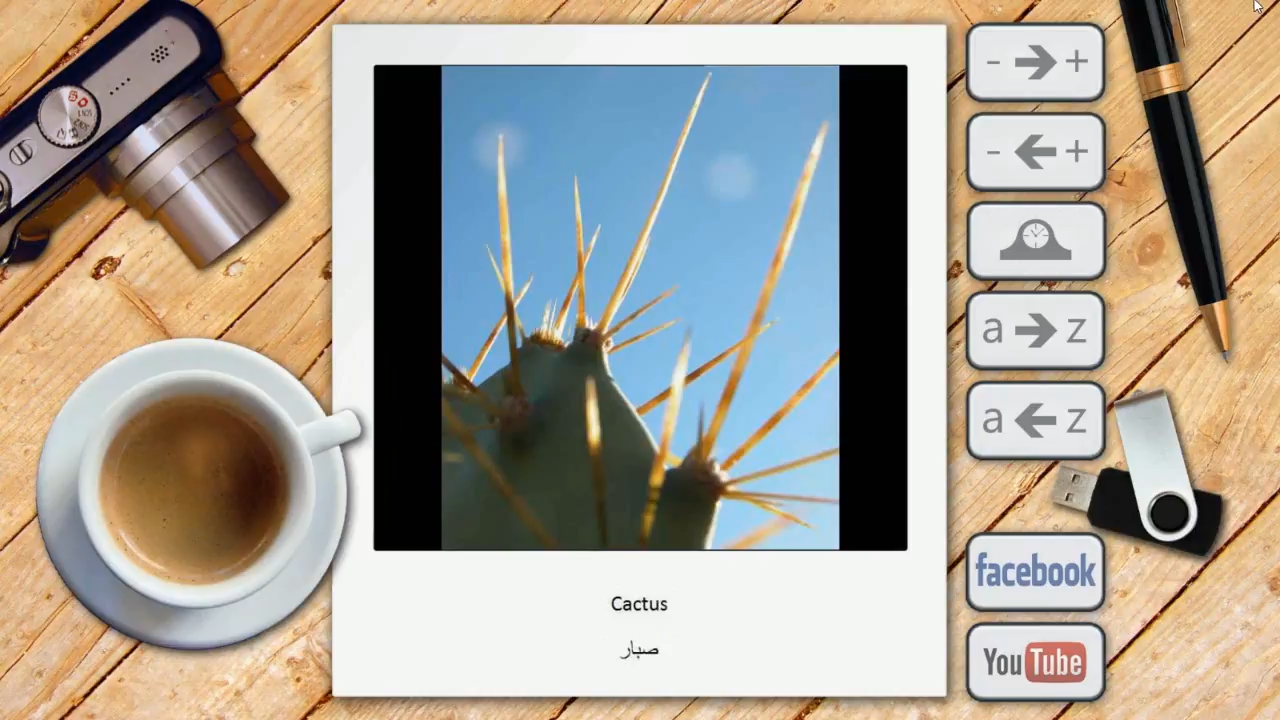 Cactus
صبار
- +
- +
a z
a z
facebook
YouTube